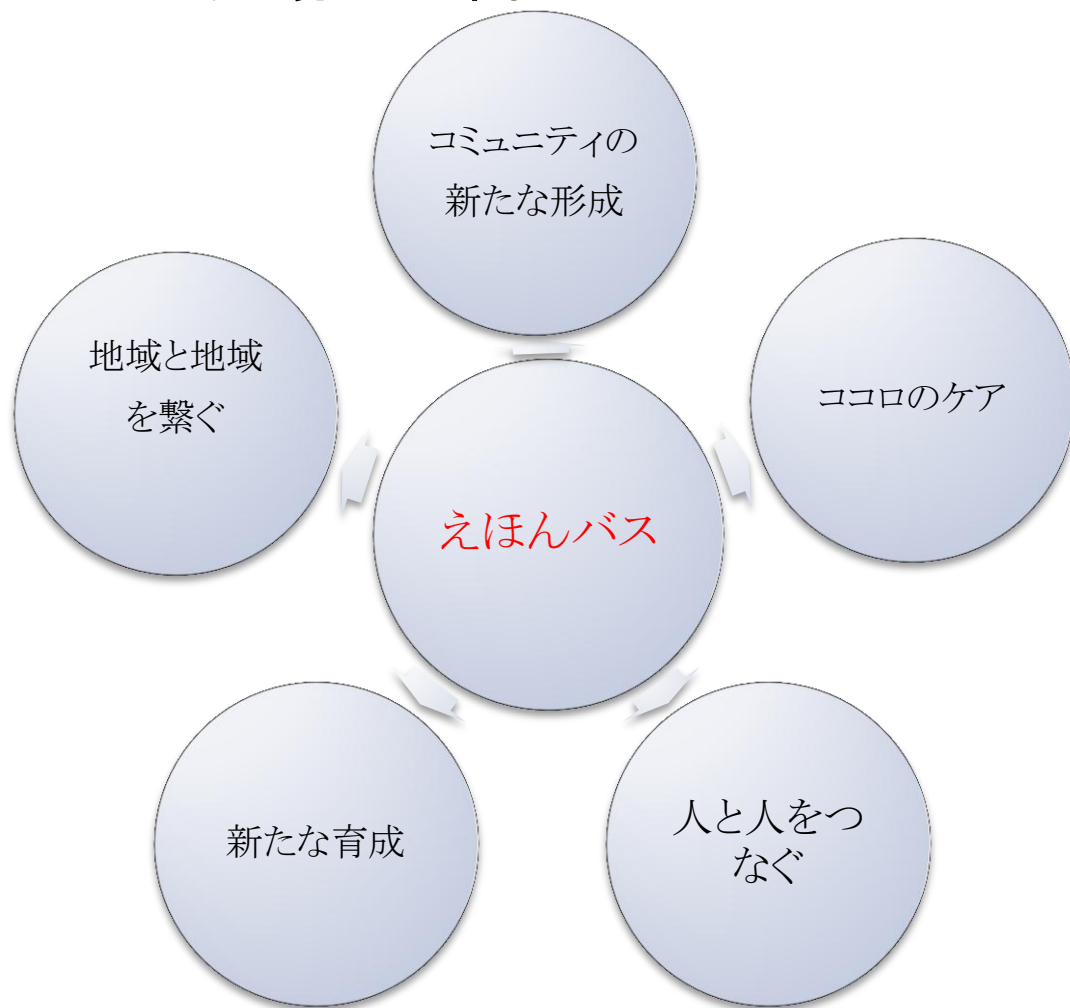 コミュニティの
新たな形成
地域と地域
を繋ぐ
ココロのケア
えほんバス
新たな育成
人と人をつ
なぐ